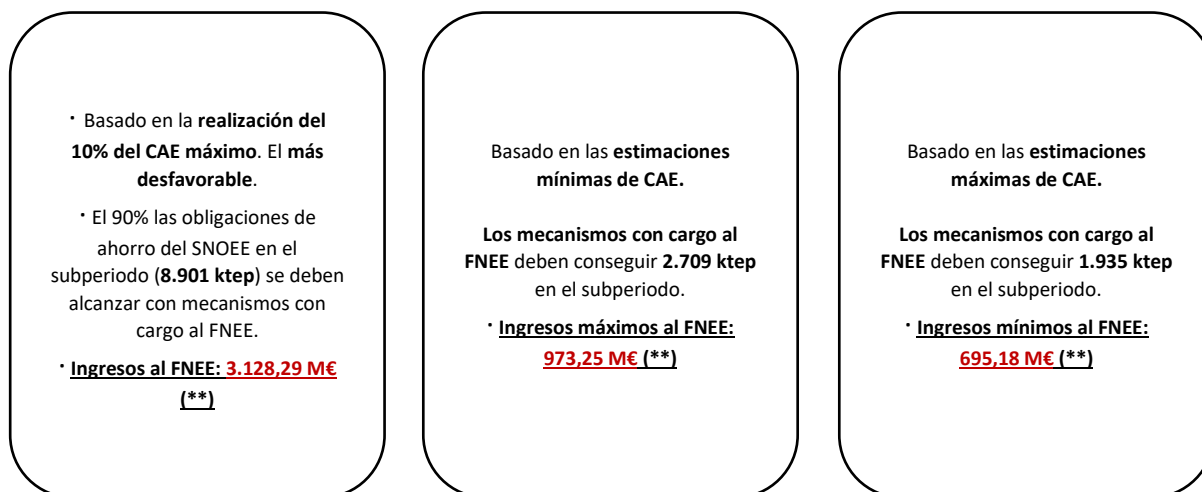 · Basado en la realización del
10% del CAE máximo. El más
desfavorable.
· El 90% las obligaciones de
ahorro del SNOEE en el
subperiodo (8.901 ktep) se deben
alcanzar con mecanismos con
cargo al FNEE.
· Ingresos al FNEE: 3.128,29 M€
(**)
Basado en las estimaciones
mínimas de CAE.
Los mecanismos con cargo al
FNEE deben conseguir 2.709 ktep
en el subperiodo.
· Ingresos máximos al FNEE:
973,25 M€ (**)
Basado en las estimaciones
máximas de CAE.
Los mecanismos con cargo al
FNEE deben conseguir 1.935 ktep
en el subperiodo.
· Ingresos mínimos al FNEE:
695,18 M€ (**)